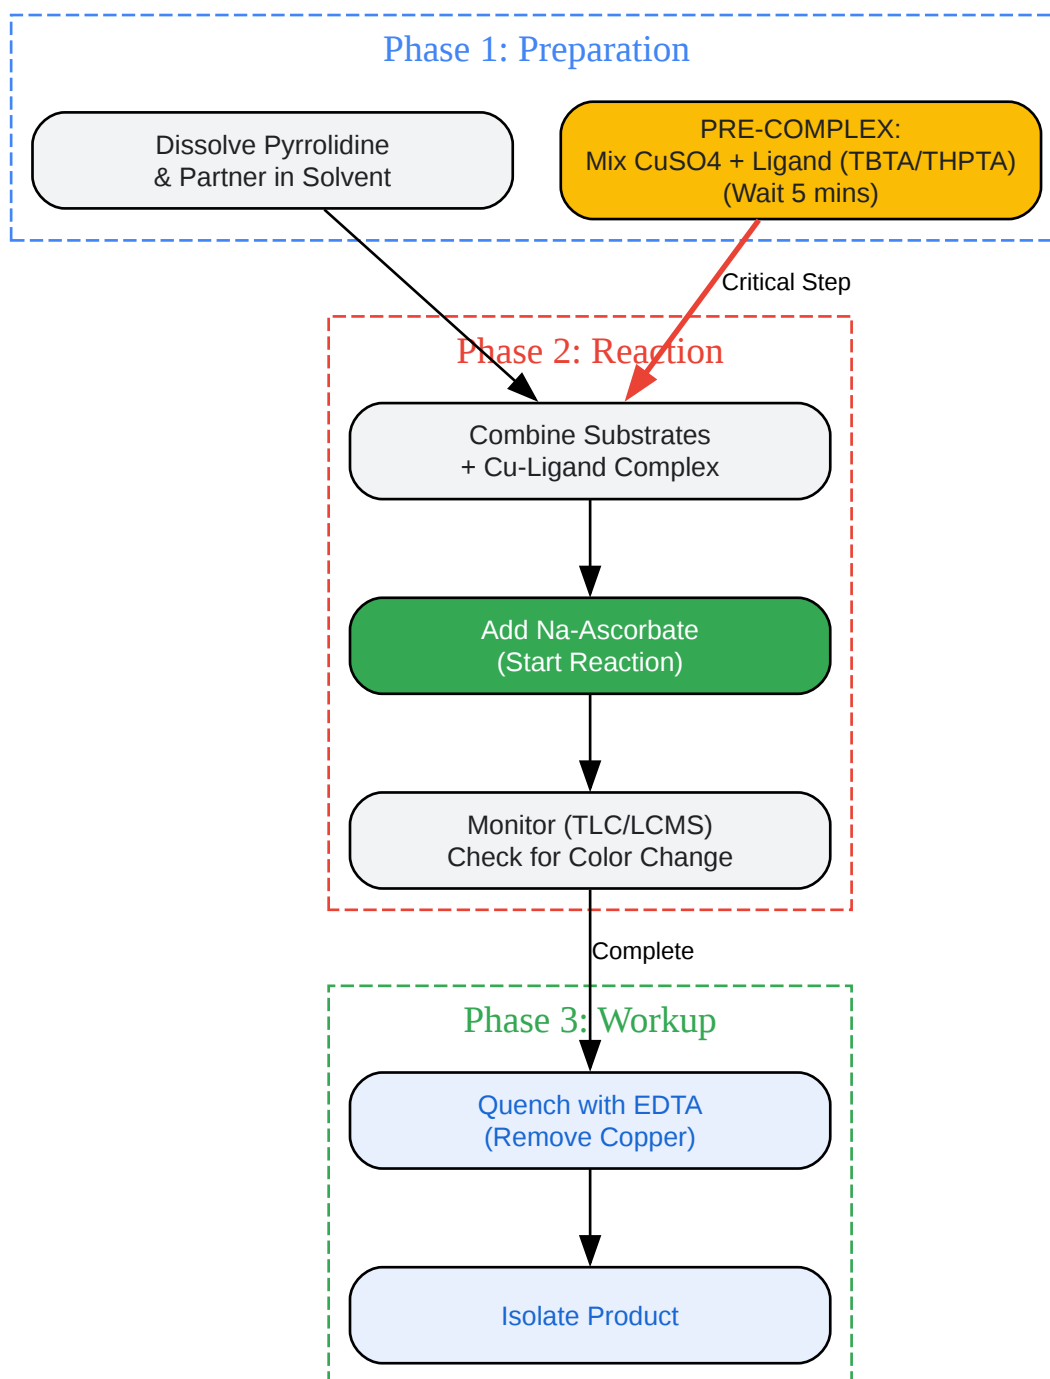 Phase 1: Preparation
Dissolve Pyrrolidine
& Partner in Solvent
PRE-COMPLEX:
Mix CuSO4 + Ligand (TBTA/THPTA)
(Wait 5 mins)
Critical Step
Phase 2: Reaction
Combine Substrates
+ Cu-Ligand Complex
Add Na-Ascorbate
(Start Reaction)
Monitor (TLC/LCMS)
Check for Color Change
Complete
Phase 3: Workup
Quench with EDTA
(Remove Copper)
Isolate Product